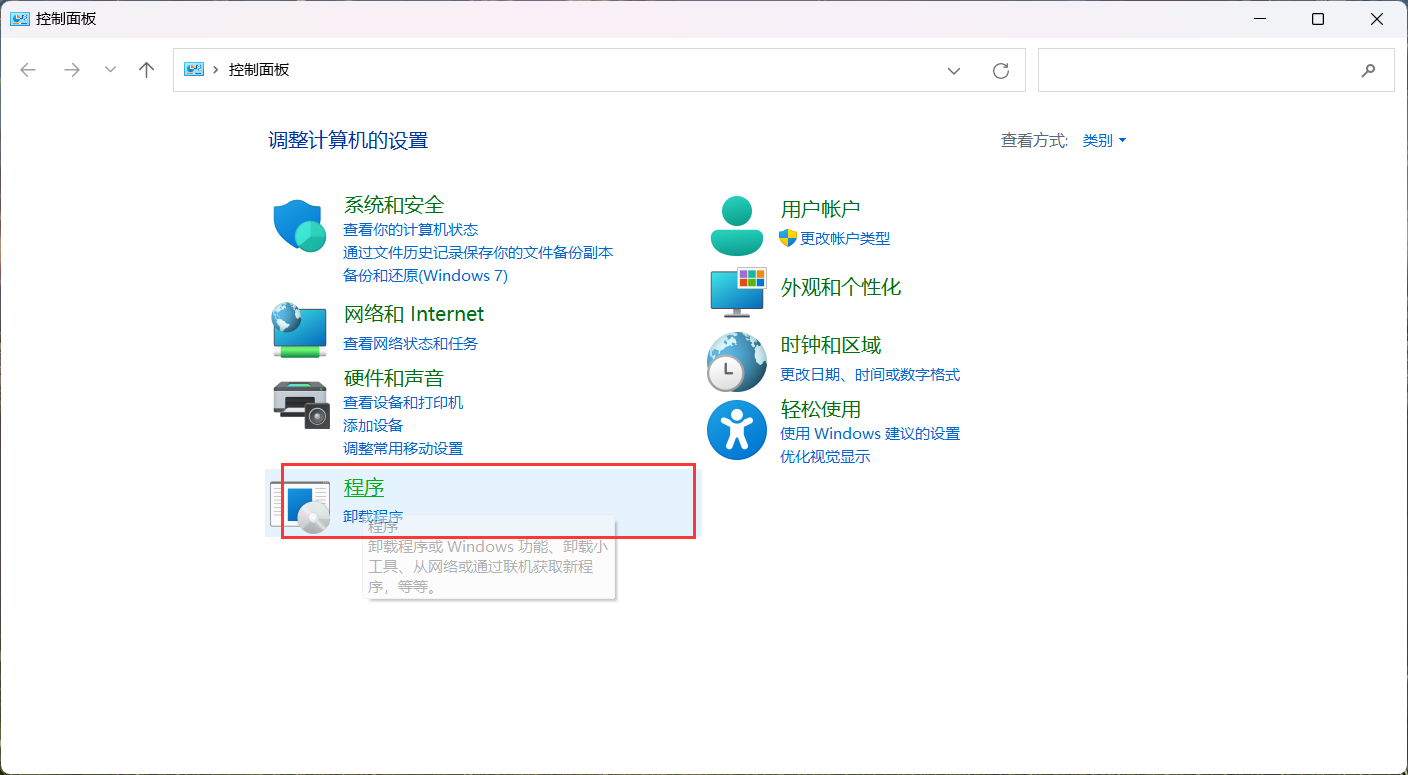 控制面板
控制面板
调整计算机的设置
查看方式: 类别
系统和安全
查看你的计算机状态
通过文件历史记录保存你的文件备份副本
备份和还原(Windows 7)
网络和 Internet
查看网络状态和任务
硬件和声音
查看设备和打印机
添加设备
调整常用移动设置
程序
卸载程序
程序
卸载程序或 Windows 功能、卸载小
工具、从网络或通过联机获取新程
序，等等。
用户帐户
更改帐户类型
外观和个性化
时钟和区域
更改日期、时间或数字格式
轻松使用
使用 Windows 建议的设置
优化视觉显示